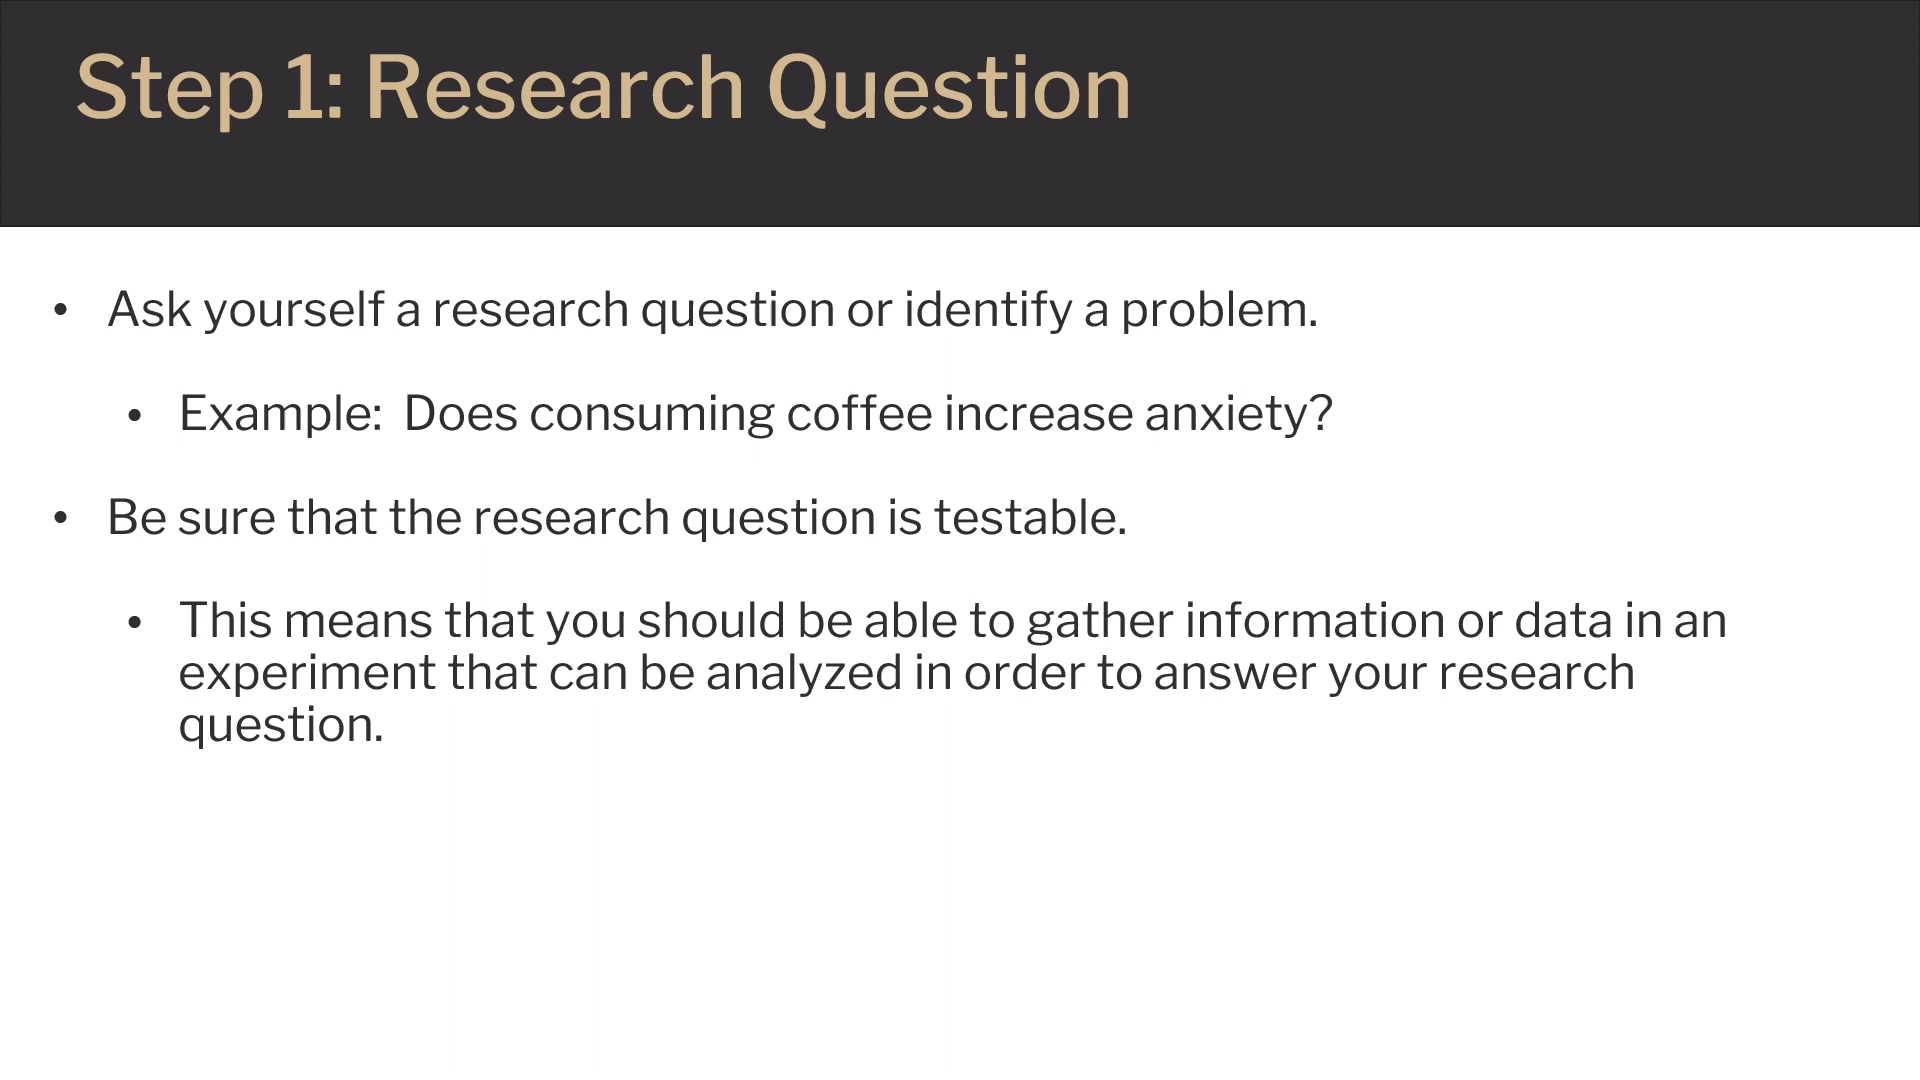 Step 1: Research Question
• Ask yourself a research question or identify a problem.
• Example:  Does consuming coffee increase anxiety?
• Be sure that the research question is testable.
• This means that you should be able to gather information or data in an
experiment that can be analyzed in order to answer your research
question.